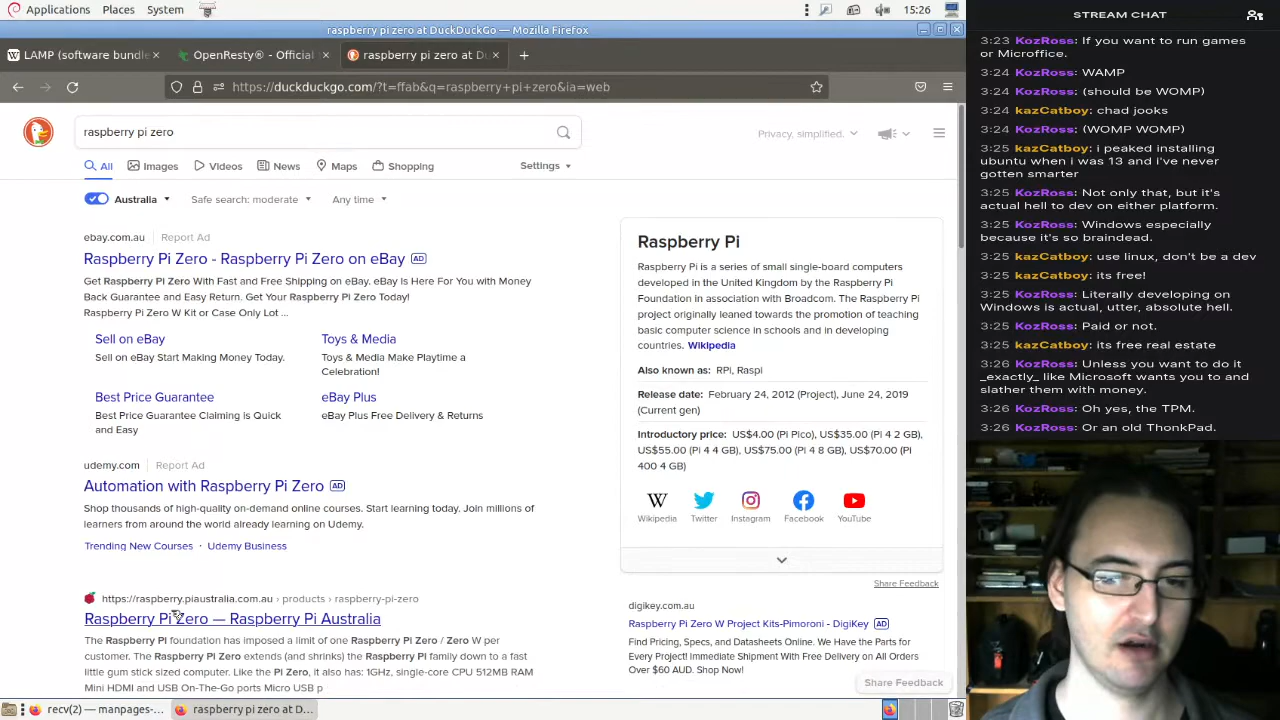 Applications Places System
15:26
raspberry pi zero at DuckDuckGo — Mozilla Firefox
LAMP (software bundle
OpenResty® - Official
raspberry pi zero at D
https://duckduckgo.com/?t=ffab&q=raspberry+pi+zero&ia=web
raspberry pi zero
Privacy, simplified.
All Images Videos News Maps Shopping Settings
Australia Safe search: moderate Any time
ebay.com.au Report Ad
Raspberry Pi Zero - Raspberry Pi Zero on eBay AD
Get Raspberry Pi Zero With Fast and Free Shipping on eBay. eBay Is Here For You with Money
Back Guarantee and Easy Return. Get Your Raspberry Pi Zero Today!
Raspberry Pi Zero W Kit or Case Only Lot ...
Sell on eBay
Sell on eBay Start Making Money Today.
Toys & Media
Toys & Media Make Playtime a
Celebration!
Best Price Guarantee
Best Price Guarantee Claiming is Quick
and Easy
eBay Plus
eBay Plus Free Delivery & Returns
udemy.com Report Ad
Automation with Raspberry Pi Zero AD
Shop thousands of high-quality on-demand online courses. Start learning today. Join millions of
learners from around the world already learning on Udemy.
Trending New Courses · Udemy Business
https://raspberry.piaustralia.com.au › products › raspberry-pi-zero
Raspberry Pi Zero — Raspberry Pi Australia
The Raspberry Pi foundation has imposed a limit of one Raspberry Pi Zero / Zero W per
customer. The Raspberry Pi Zero extends (and shrinks) the Raspberry Pi family down to a fast
little gum stick sized computer. Like the Pi Zero, it also has: 1GHz, single-core CPU 512MB RAM
Mini HDMI and USB On-The-Go ports Micro USB p
Raspberry Pi
Raspberry Pi is a series of small single-board computers
developed in the United Kingdom by the Raspberry Pi
Foundation in association with Broadcom. The Raspberry Pi
project originally leaned towards the promotion of teaching
basic computer science in schools and in developing
countries. Wikipedia
Also known as: RPi, Raspi
Release date: February 24, 2012 (Project), June 24, 2019
(Current gen)
Introductory price: US$4.00 (Pi Pico), US$35.00 (Pi 4 2 GB),
US$55.00 (Pi 4 4 GB), US$75.00 (Pi 4 8 GB), US$70.00 (Pi
400 4 GB)
Wikipedia Twitter Instagram Facebook YouTube
Share Feedback
digikey.com.au
Raspberry Pi Zero W Project Kits-Pimoroni - DigiKey AD
Find Pricing, Specs, and Datasheets Online. We Have the Parts for
Every Project! Immediate Shipment With Free Delivery on All Orders
Over $60 AUD. Shop Now!
Share Feedback
recv(2) — manpages-...
raspberry pi zero at D...
STREAM CHAT
3:23 KozRoss: If you want to run games
or Microffice.
3:24 KozRoss: WAMP
3:24 KozRoss: (should be WOMP)
3:24 kazCatboy: chad jooks
3:24 KozRoss: (WOMP WOMP)
3:25 kazCatboy: i peaked installing
ubuntu when i was 13 and i've never
gotten smarter
3:25 KozRoss: Not only that, but it's
actual hell to dev on either platform.
3:25 KozRoss: Windows especially
because it's so braindead.
3:25 kazCatboy: use linux, don't be a dev
3:25 kazCatboy: its free!
3:25 KozRoss: Literally developing on
Windows is actual, utter, absolute hell.
3:25 KozRoss: Paid or not.
3:25 kazCatboy: its free real estate
3:26 KozRoss: Unless you want to do it
_exactly_ like Microsoft wants you to and
slather them with money.
3:26 KozRoss: Oh yes, the TPM.
3:26 KozRoss: Or an old ThonkPad.